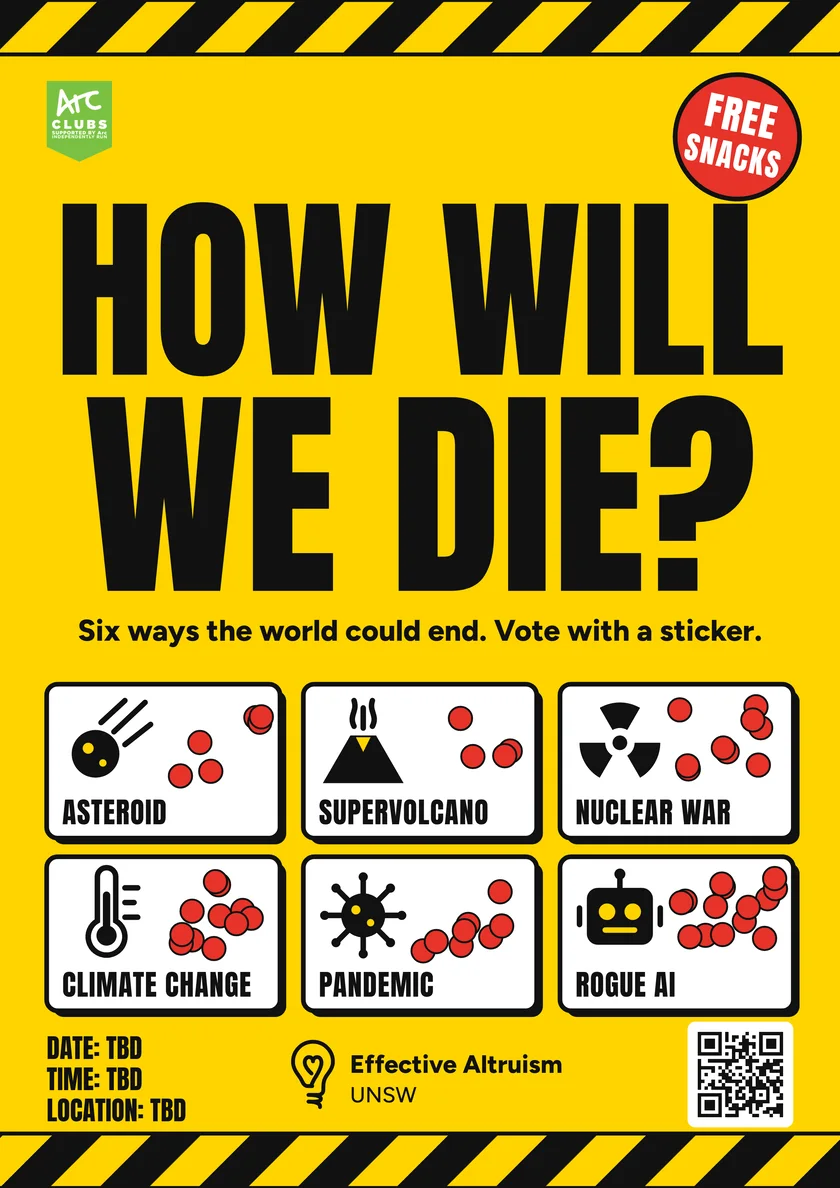 Arc
CLUBS
SUPPORTED BY Arc
INDEPENDENTLY RUN
FREE
SNACKS
HOW WILL
WE DIE?
Six ways the world could end. Vote with a sticker.
ASTEROID
SUPERVOLCANO
NUCLEAR WAR
CLIMATE CHANGE
PANDEMIC
ROGUE AI
DATE: TBD
TIME: TBD
LOCATION: TBD
Effective Altruism
UNSW